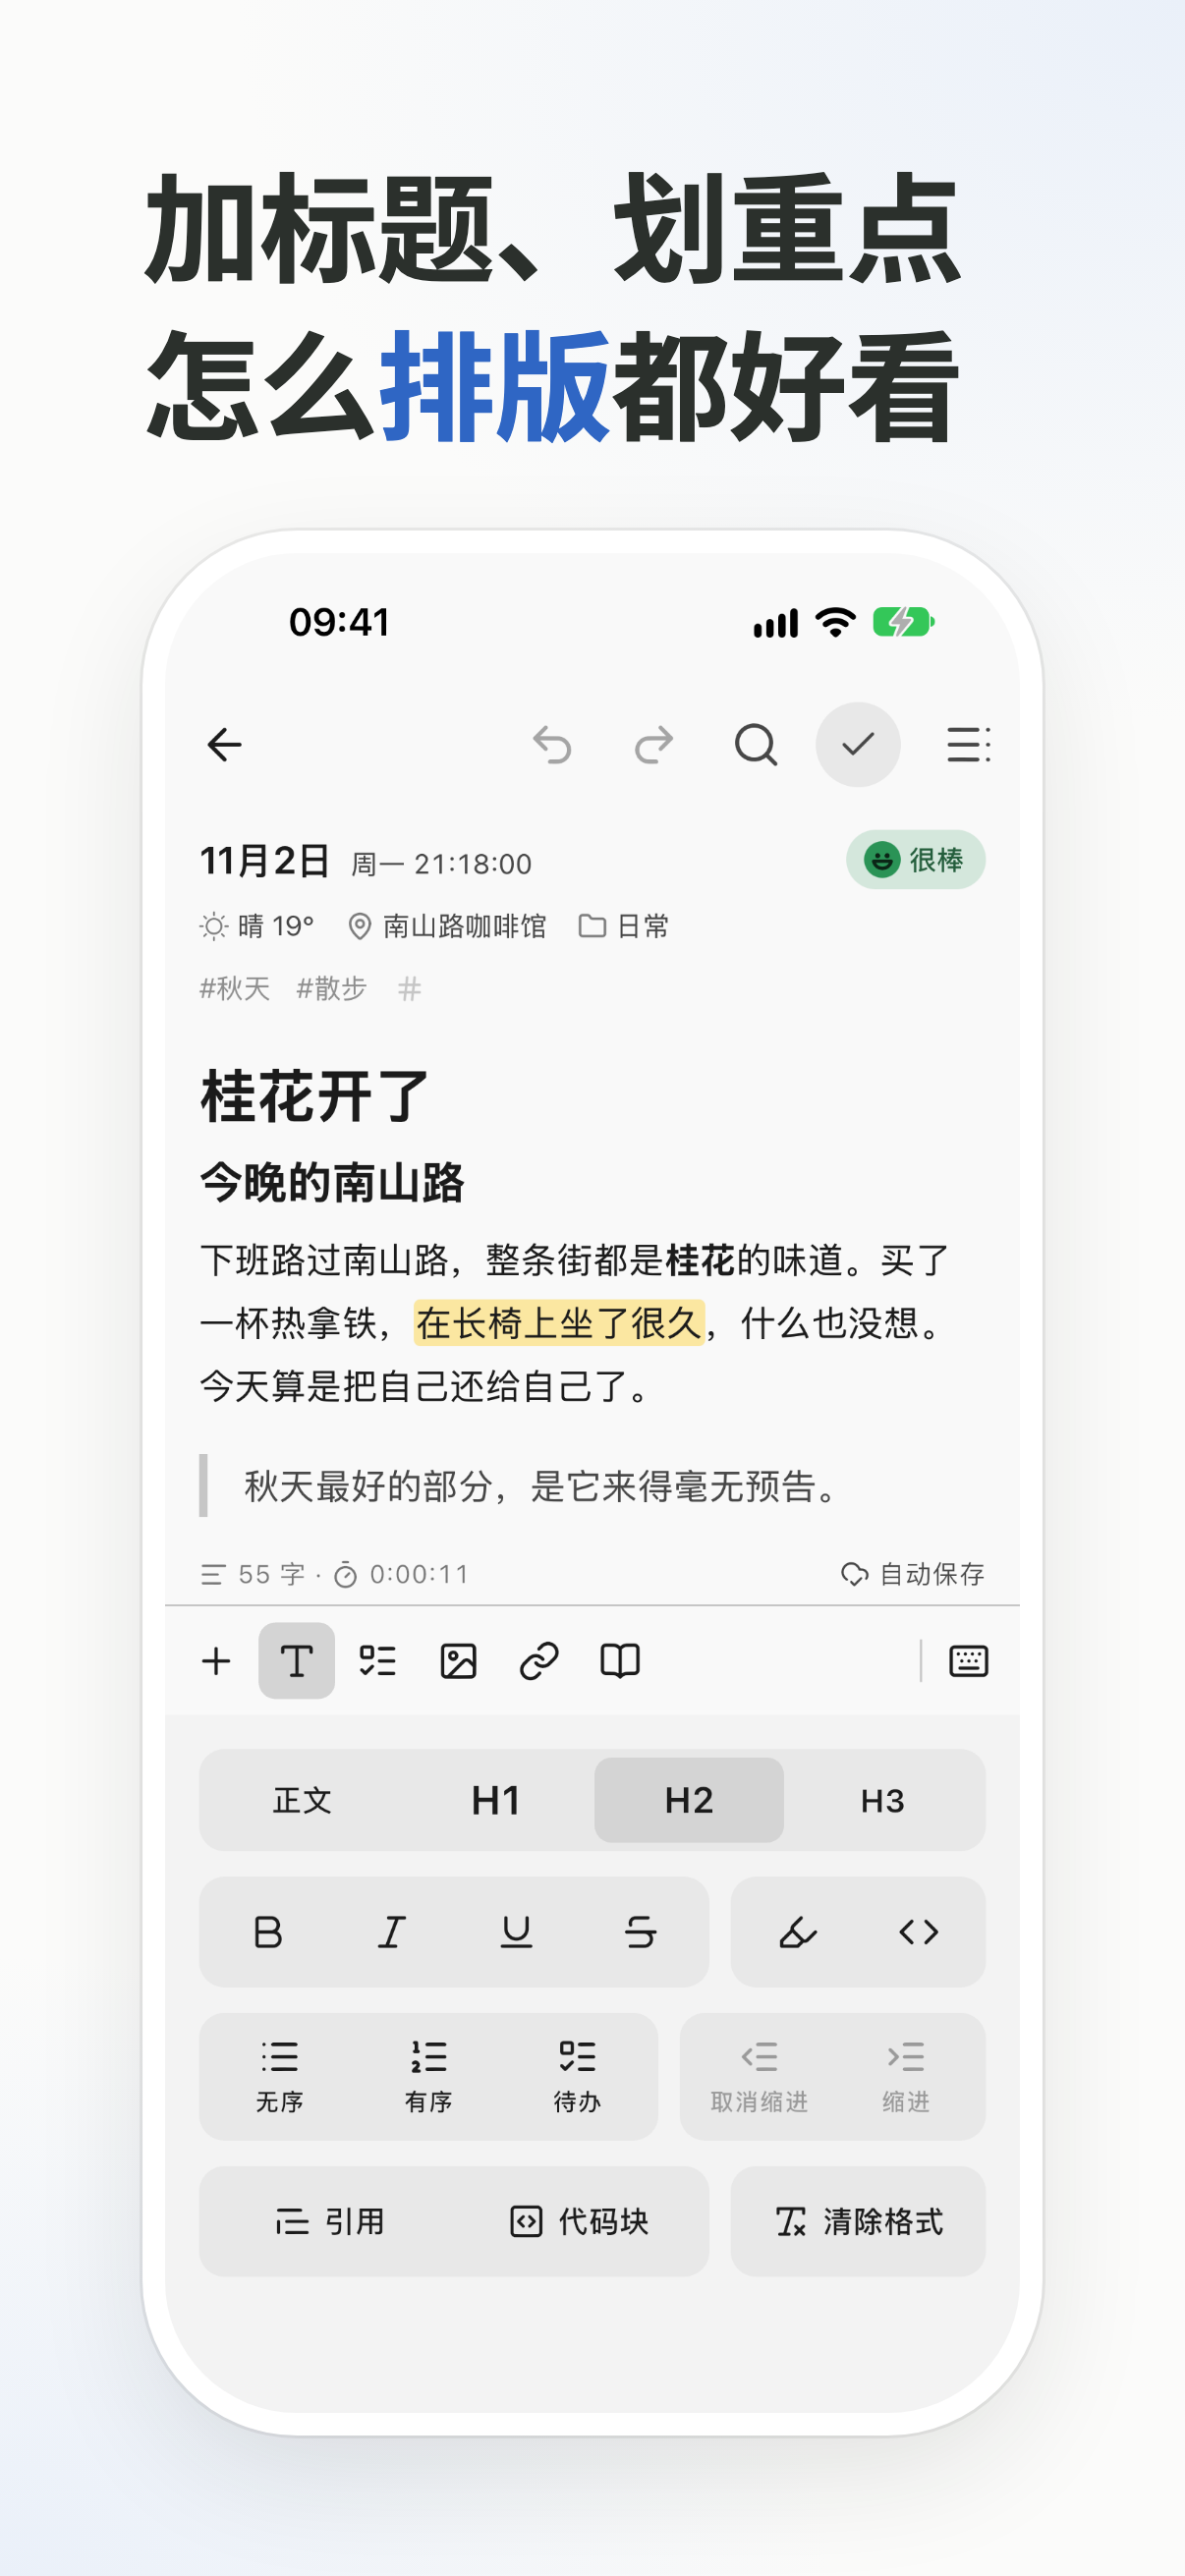 加标题、划重点
怎么排版都好看
09:41
11月2日 周一 21:18:00 很棒
晴 19° 南山路咖啡馆 日常
#秋天 #散步 #
桂花开了
今晚的南山路
下班路过南山路，整条街都是桂花的味道。买了
一杯热拿铁，在长椅上坐了很久，什么也没想。
今天算是把自己还给自己了。
秋天最好的部分，是它来得毫无预告。
55 字 · 0:00:11 自动保存
正文 H1 H2 H3
B I U S
无序 有序 待办 取消缩进 缩进
引用 代码块 清除格式